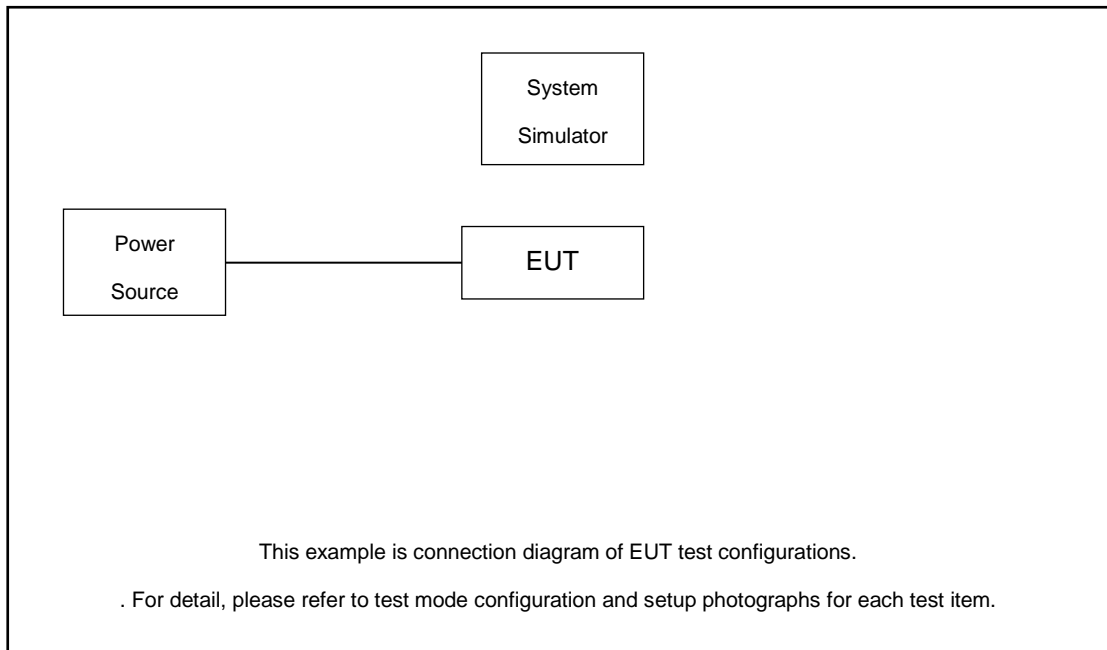 System
Simulator
Power
Source
EUT
This example is connection diagram of EUT test configurations.
. For detail, please refer to test mode configuration and setup photographs for each test item.